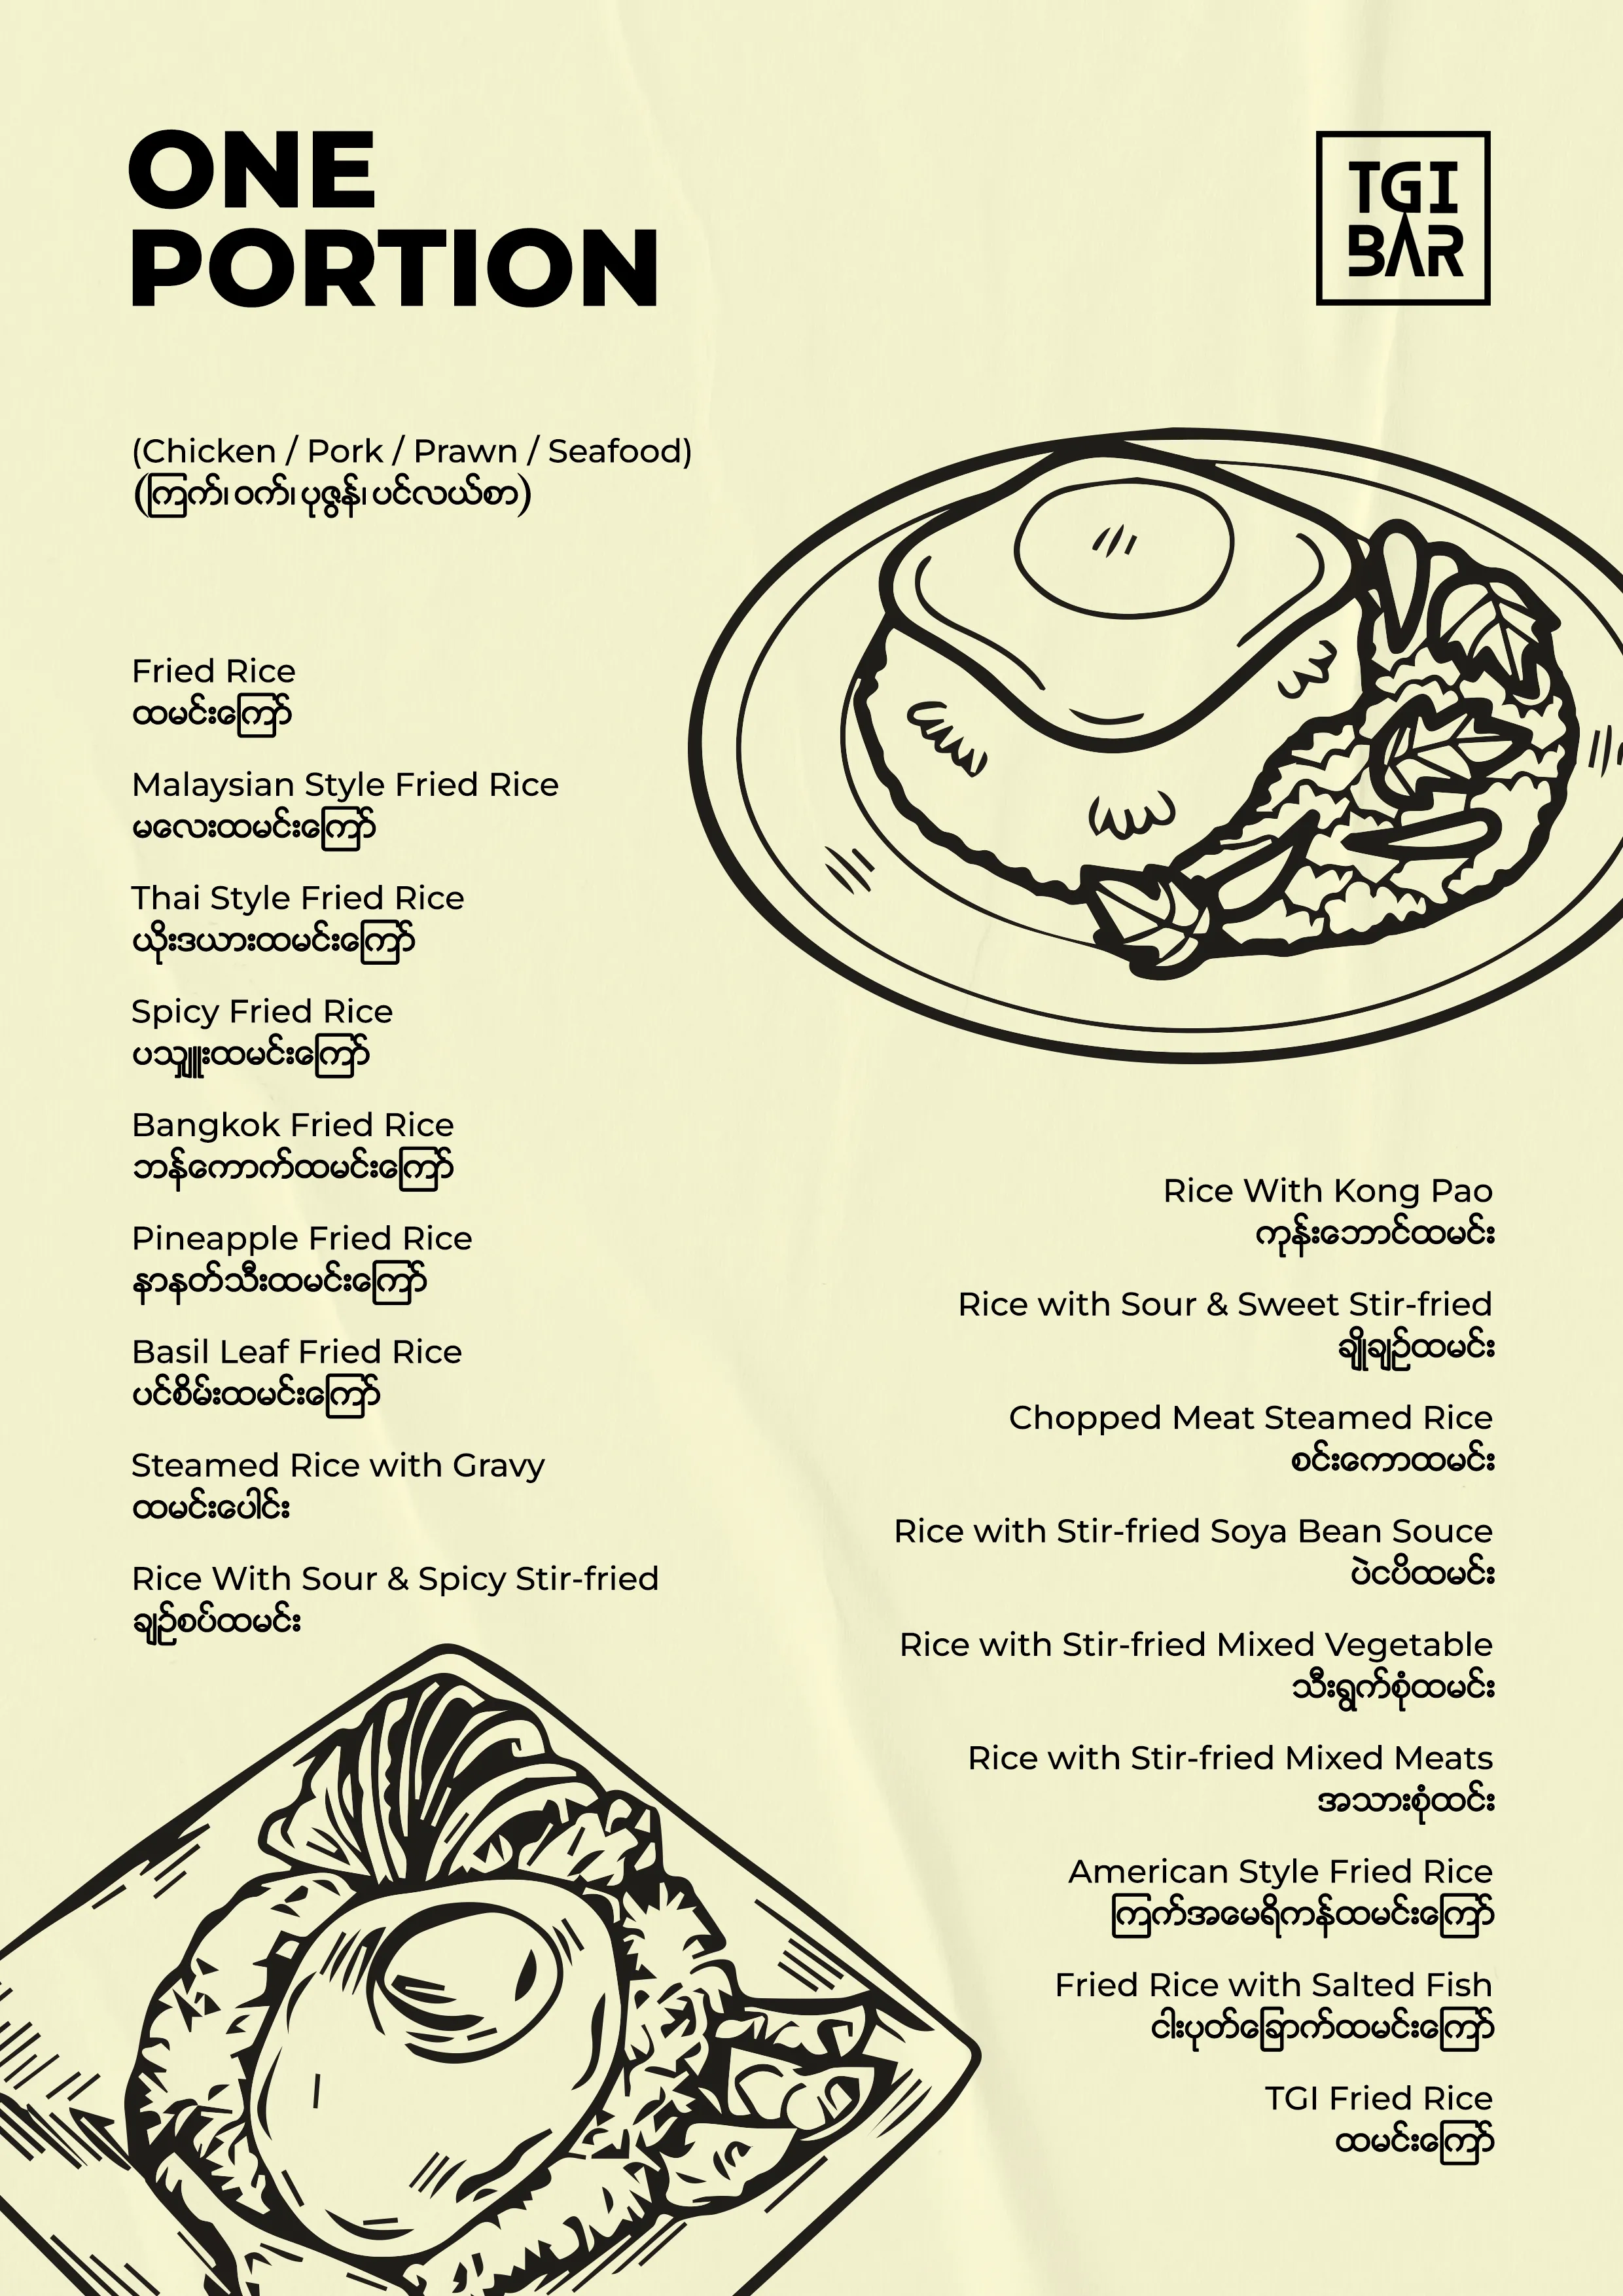 ONE
PORTION
TGI
BAR
(Chicken / Pork / Prawn / Seafood)
(ကြက်၊ ဝက်၊ ပုဇွန်၊ ပင်လယ်စာ)
Fried Rice
ထမင်းကြော်
Malaysian Style Fried Rice
မလေးထမင်းကြော်
Thai Style Fried Rice
ယိုးဒယားထမင်းကြော်
Spicy Fried Rice
ပသျှူးထမင်းကြော်
Bangkok Fried Rice
ဘန်ကောက်ထမင်းကြော်
Pineapple Fried Rice
နာနတ်သီးထမင်းကြော်
Basil Leaf Fried Rice
ပင်စိမ်းထမင်းကြော်
Steamed Rice with Gravy
ထမင်းပေါင်း
Rice With Sour & Spicy Stir-fried
ချဉ်စပ်ထမင်း
Rice With Kong Pao
ကုန်းဘောင်ထမင်း
Rice with Sour & Sweet Stir-fried
ချိုချဉ်ထမင်း
Chopped Meat Steamed Rice
စင်းကောထမင်း
Rice with Stir-fried Soya Bean Souce
ပဲငပိထမင်း
Rice with Stir-fried Mixed Vegetable
သီးရွက်စုံထမင်း
Rice with Stir-fried Mixed Meats
အသားစုံထင်း
American Style Fried Rice
ကြက်အမေရိကန်ထမင်းကြော်
Fried Rice with Salted Fish
ငါးပုတ်ခြောက်ထမင်းကြော်
TGI Fried Rice
ထမင်းကြော်